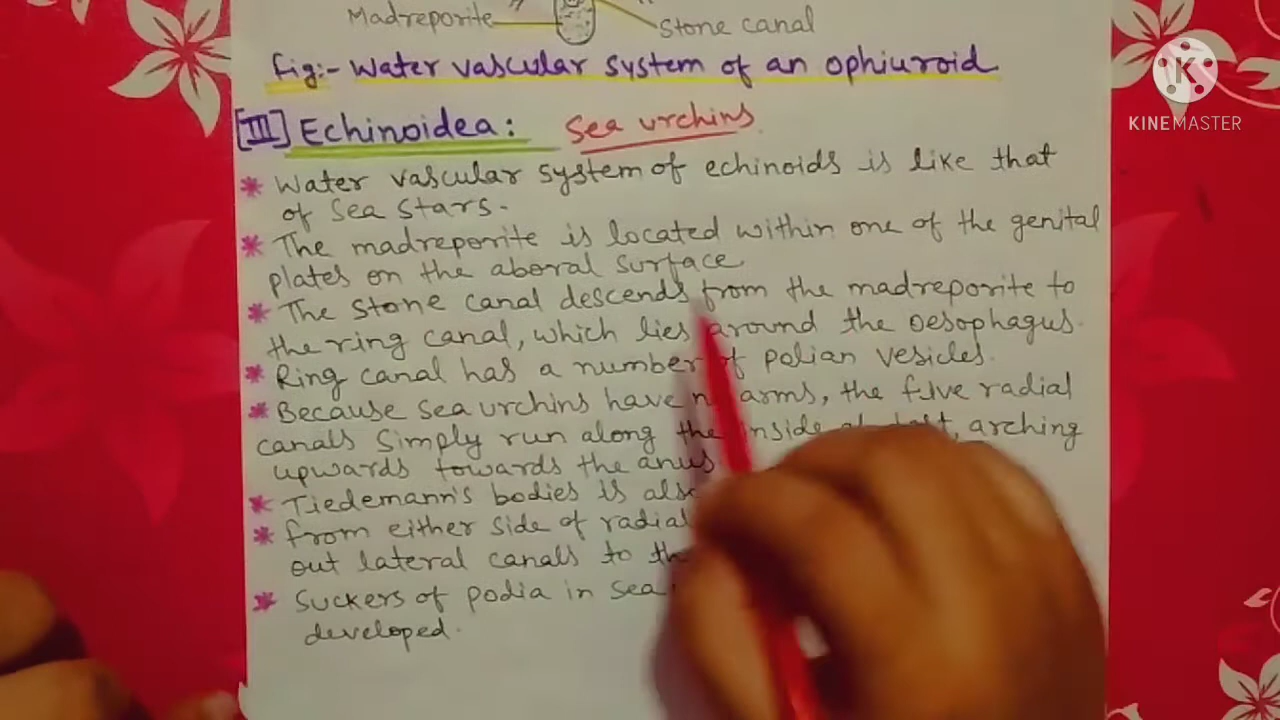 Madreporite
Stone canal
Fig:- Water vascular system of an ophiuroid
[III] Echinoidea: Sea urchins
KINEMASTER
* Water vascular system of echinoids is like that
of sea stars.
* The madreporite is located within one of the genital
plates on the aboral surface
* The stone canal descends from the madreporite to
the ring canal, which lies around the oesophagus.
* Ring canal has a number of polian vesicles.
* Because sea urchins have arms, the five radial
canals simply run along the inside arching
upwards towards the anus
* Tiedemann's bodies is also
* from either side of radial
out lateral canals to
* Suckers of podia in sea
developed.